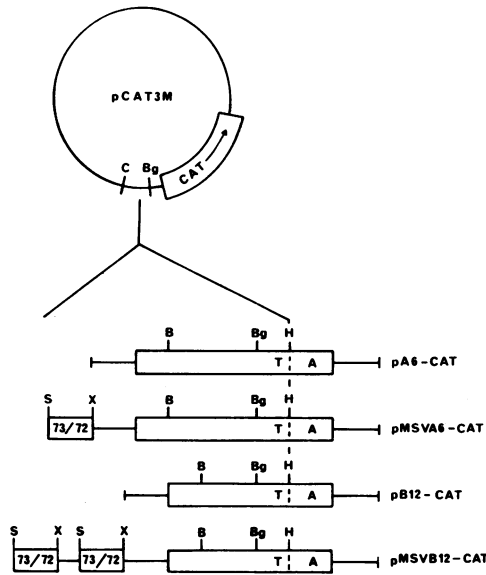 pCAT3M
C Bg
CAT
B Bg H
T A pA6-CAT
S X B Bg H
73/72 T A pMSVA6-CAT
B Bg H
T A pB12-CAT
S X S X B Bg H
73/72 73/72 T A pMSVB12-CAT